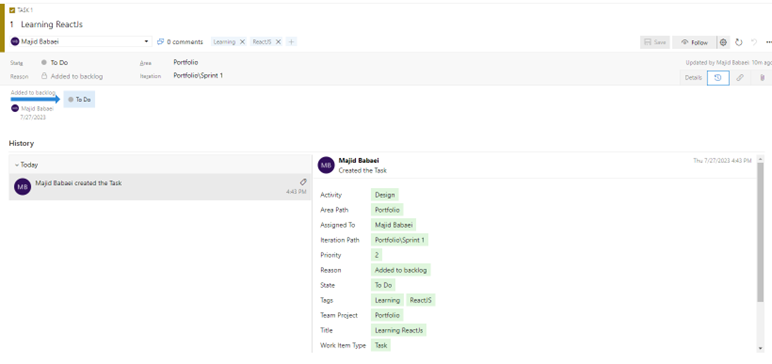 TASK 1
1 Learning ReactJs
MB Majid Babaei 0 comments Learning ReactJS Save Follow
State To Do Area Portfolio Updated by Majid Babaei 10m ago
Reason Added to backlog Iteration Portfolio\Sprint 1 Details
Added to backlog
To Do
Majid Babaei
7/27/2023
History
Today
MB Majid Babaei created the Task
4:43 PM
MB Majid Babaei Thu 7/27/2023 4:43 PM
Created the Task
Activity Design
Area Path Portfolio
Assigned To Majid Babaei
Iteration Path Portfolio\Sprint 1
Priority 2
Reason Added to backlog
State To Do
Tags Learning ReactJS
Team Project Portfolio
Title Learning ReactJs
Work Item Type Task